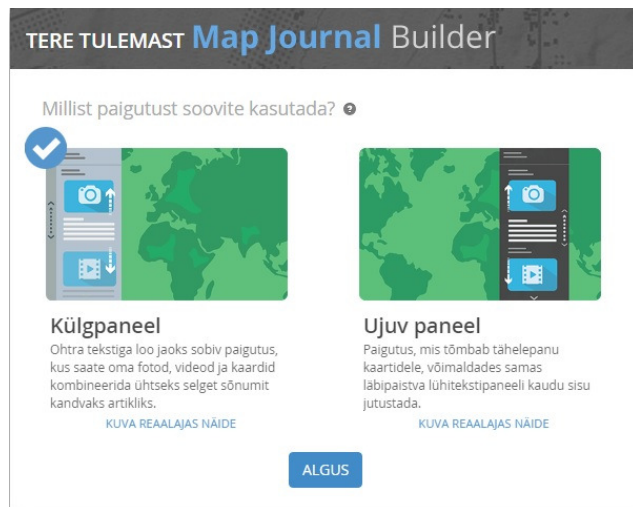 TERE TULEMAST Map Journal Builder
Millist paigutust soovite kasutada?
Külgpaneel
Ohtra tekstiga loo jaoks sobiv paigutus,
kus saate oma fotod, videod ja kaardid
kombineerida ühtseks selget sõnumit
kandvaks artikliks.
KUVA REAALAJAS NÄIDE
Ujuv paneel
Paigutus, mis tõmbab tähelepanu
kaartidele, võimaldades samas
läbipaistva lühitekstipaneeli kaudu sisu
jutustada.
KUVA REAALAJAS NÄIDE
ALGUS